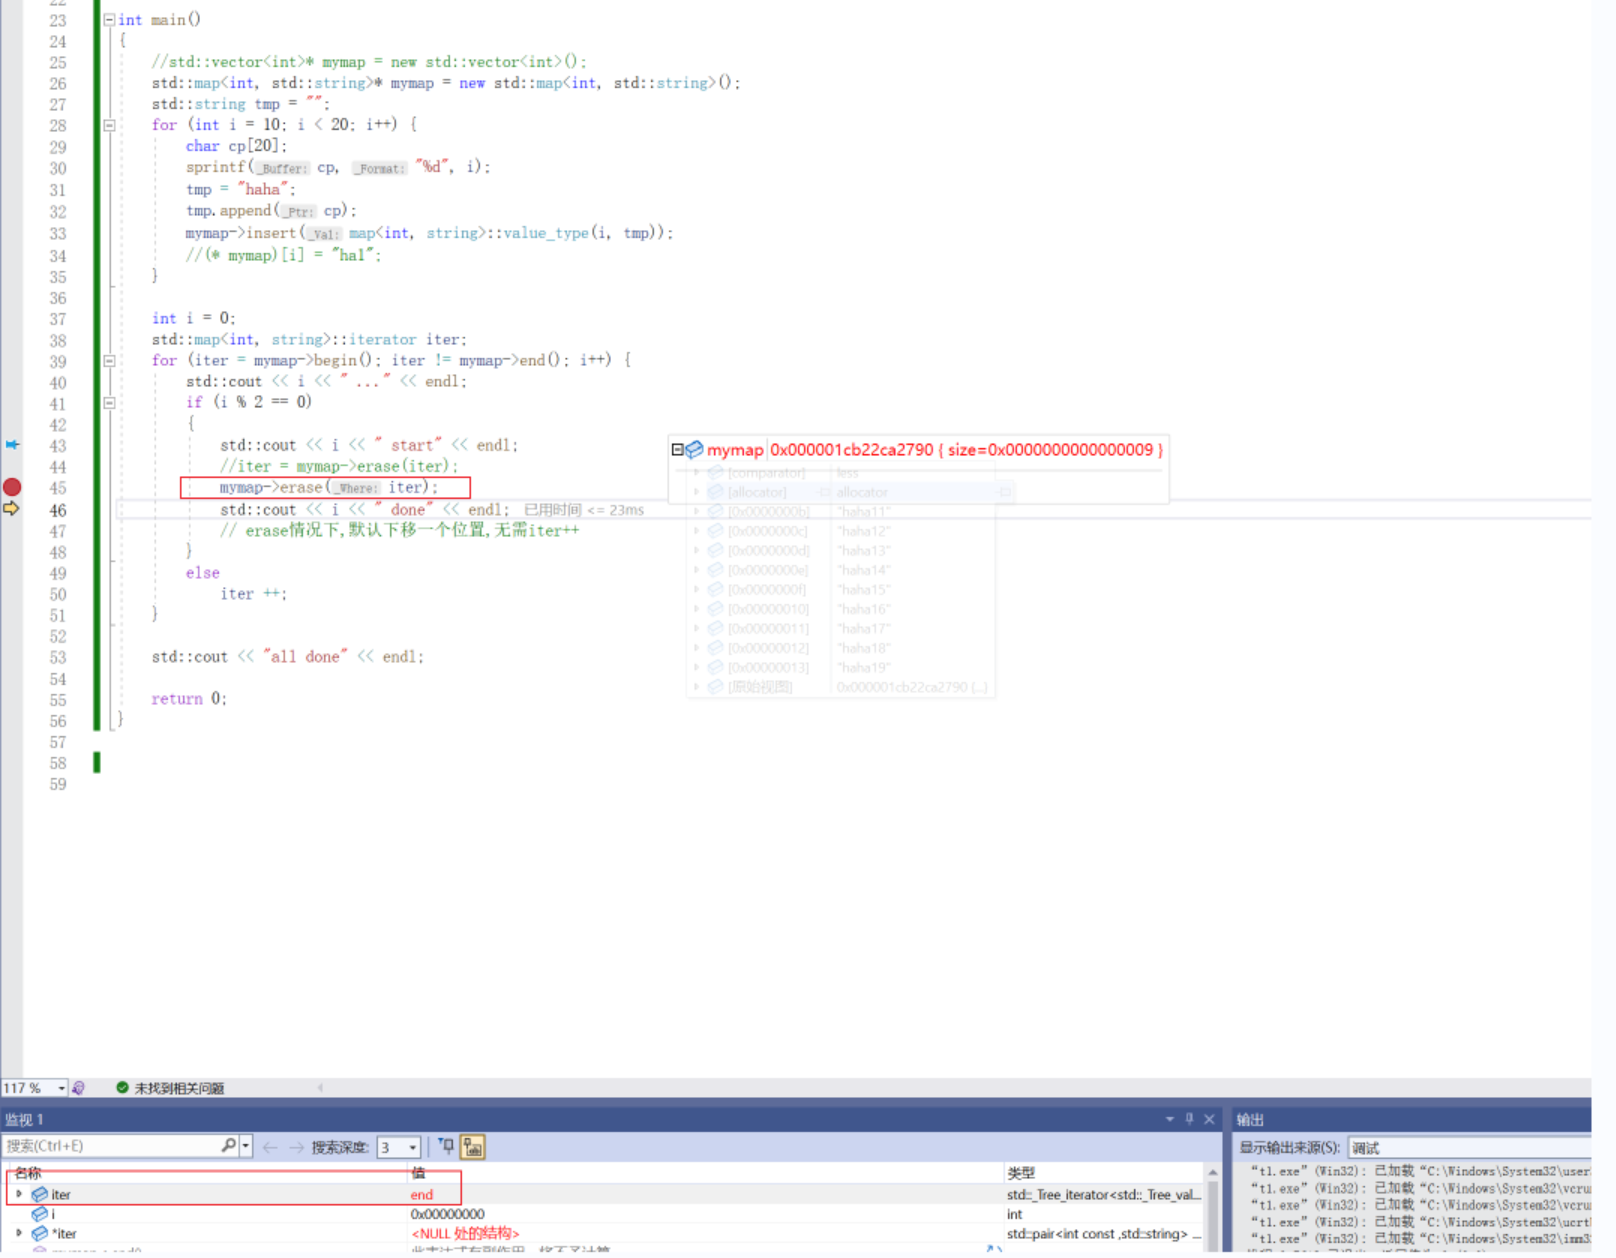 22
23 int main()
24 {
25 //std::vector<int>* mymap = new std::vector<int>();
26 std::map<int, std::string>* mymap = new std::map<int, std::string>();
27 std::string tmp = "";
28 for (int i = 10; i < 20; i++) {
29 char cp[20];
30 sprintf(_Buffer: cp, _Format: "%d", i);
31 tmp = "haha";
32 tmp.append(_Ptr: cp);
33 mymap->insert(_Val: map<int, string>::value_type(i, tmp));
34 //(* mymap)[i] = "hal";
35 }
36
37 int i = 0;
38 std::map<int, string>::iterator iter;
39 for (iter = mymap->begin(); iter != mymap->end(); i++) {
40 std::cout << i << " ..." << endl;
41 if (i % 2 == 0)
42 {
43 std::cout << i << " start" << endl;
44 //iter = mymap->erase(iter);
45 mymap->erase(_Where: iter);
46 std::cout << i << " done" << endl; 已用时间 <= 23ms
47 // erase情况下,默认下移一个位置,无需iter++
48 }
49 else
50 iter ++;
51 }
52
53 std::cout << "all done" << endl;
54
55 return 0;
56 }
57
58
59
mymap 0x000001cb22ca2790 { size=0x0000000000000009 }
[comparator] less
[allocator] allocator
[0x0000000b] "haha11"
[0x0000000c] "haha12"
[0x0000000d] "haha13"
[0x0000000e] "haha14"
[0x0000000f] "haha15"
[0x00000010] "haha16"
[0x00000011] "haha17"
[0x00000012] "haha18"
[0x00000013] "haha19"
[原始视图] 0x000001cb22ca2790 {...}
117 % 未找到相关问题
监视 1
搜索(Ctrl+E) 搜索深度: 3
名称 值 类型
iter end std::_Tree_iterator<std::_Tree_val...
i 0x00000000 int
*iter <NULL 处的结构> std::pair<int const ,std::string> ...
输出
显示输出来源(S): 调试
“t1.exe” (Win32): 已加载 “C:\Windows\System32\user
“t1.exe” (Win32): 已加载 “C:\Windows\System32\vcru
“t1.exe” (Win32): 已加载 “C:\Windows\System32\vcru
“t1.exe” (Win32): 已加载 “C:\Windows\System32\ucrt
“t1.exe” (Win32): 已加载 “C:\Windows\System32\imm3